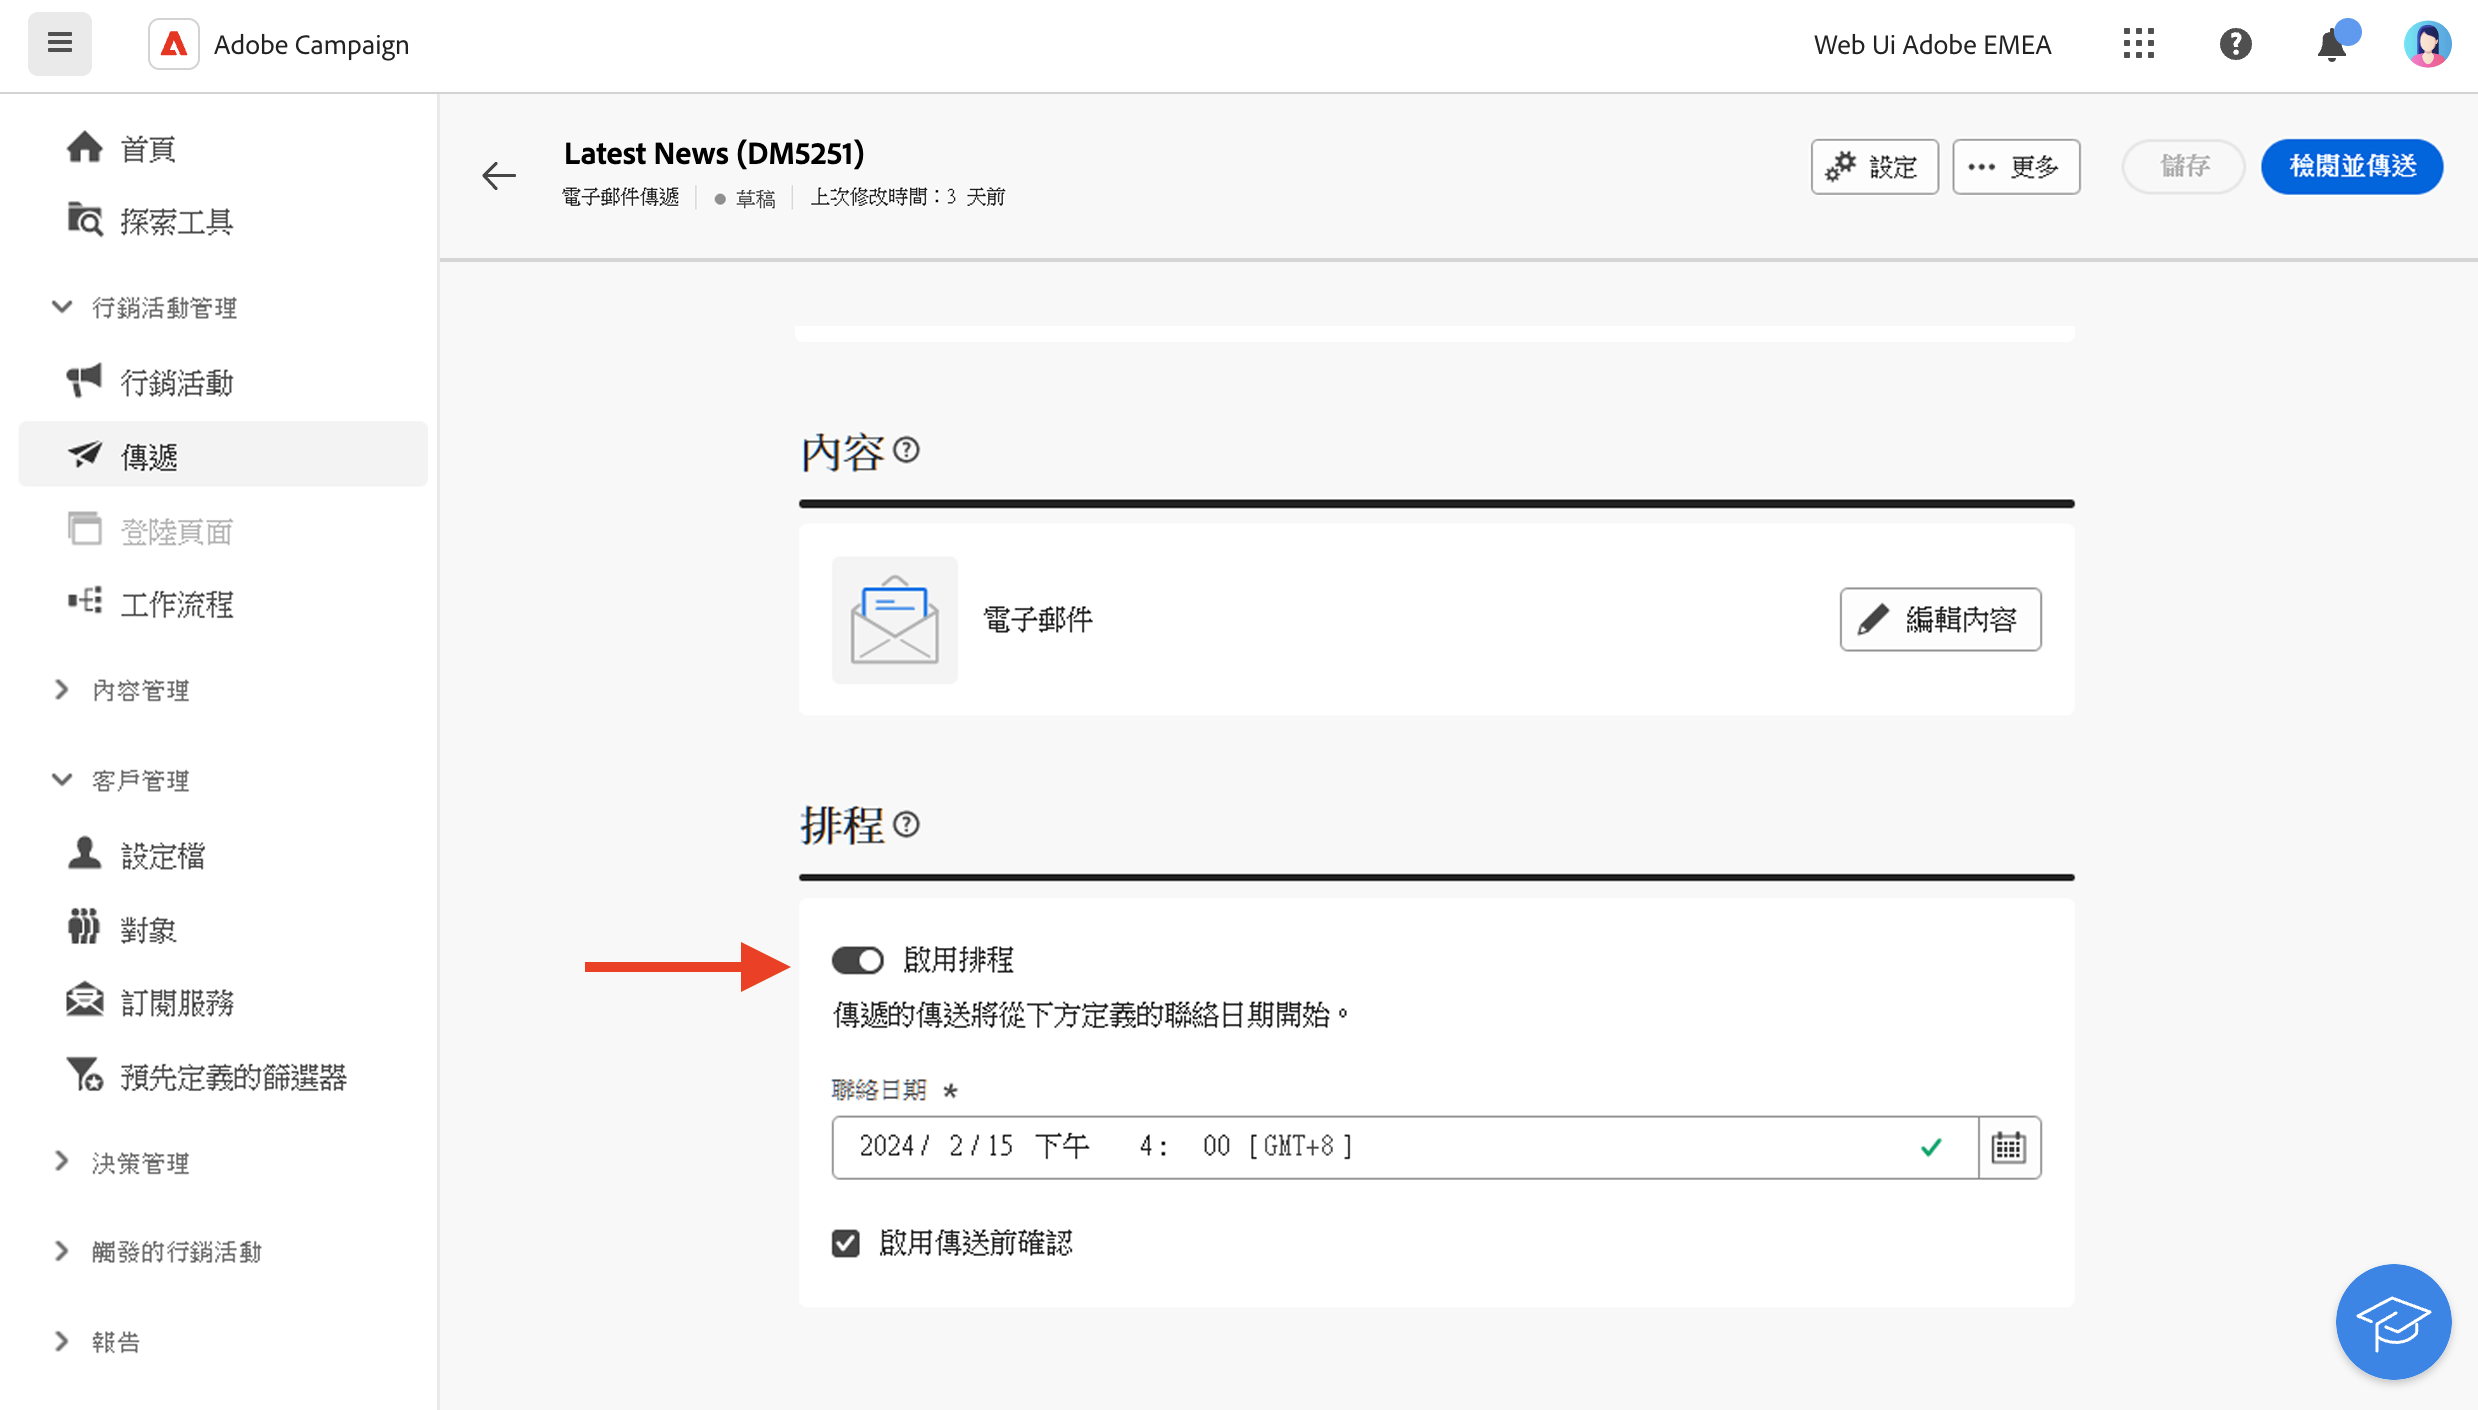 Adobe Campaign
Web Ui Adobe EMEA
首頁
探索工具
行銷活動管理
行銷活動
傳遞
登陸頁面
工作流程
內容管理
客戶管理
設定檔
對象
訂閱服務
預先定義的篩選器
決策管理
觸發的行銷活動
報告
Latest News (DM5251)
電子郵件傳遞 草稿 上次修改時間：3 天前
設定
更多
儲存
檢閱並傳送
內容
電子郵件
編輯內容
排程
啟用排程
傳遞的傳送將從下方定義的聯絡日期開始。
聯絡日期 *
2024/ 2/15 下午 4: 00 [GMT+8]
啟用傳送前確認